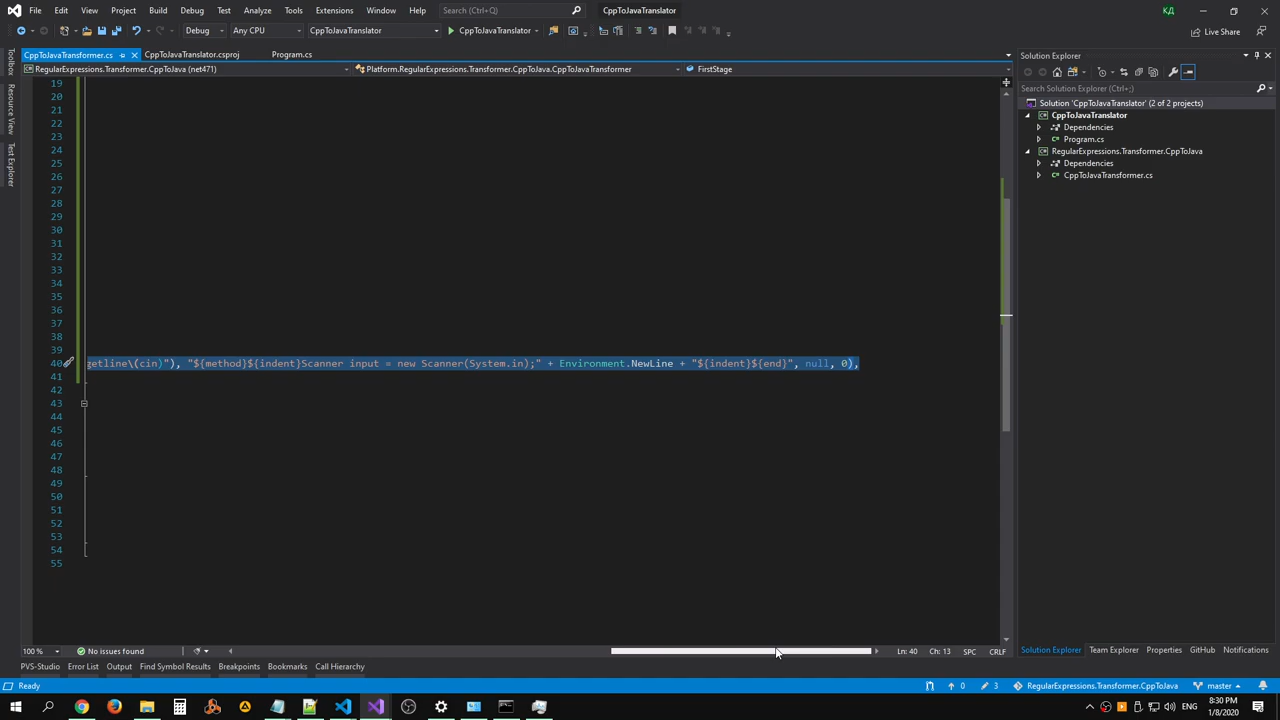 File Edit View Project Build Debug Test Analyze Tools Extensions Window Help Search (Ctrl+Q) CppToJavaTranslator КД
Debug Any CPU CppToJavaTranslator CppToJavaTranslator Live Share
CppToJavaTransformer.cs CppToJavaTranslator.csproj Program.cs
RegularExpressions.Transformer.CppToJava (net471) Platform.RegularExpressions.Transformer.CppToJava.CppToJavaTransformer FirstStage
Toolbox
Resource View
Test Explorer
19
20
21
22
23
24
25
26
27
28
29
30
31
32
33
34
35
36
37
38
39
40 getline\(cin)"), "${method}${indent}Scanner input = new Scanner(System.in);" + Environment.NewLine + "${indent}${end}", null, 0),
41
42
43
44
45
46
47
48
49
50
51
52
53
54
55
100 % No issues found Ln: 40 Ch: 13 SPC CRLF
Solution Explorer
Search Solution Explorer (Ctrl+;)
Solution 'CppToJavaTranslator' (2 of 2 projects)
CppToJavaTranslator
Dependencies
Program.cs
RegularExpressions.Transformer.CppToJava
Dependencies
CppToJavaTransformer.cs
Solution Explorer Team Explorer Properties GitHub Notifications
PVS-Studio Error List Output Find Symbol Results Breakpoints Bookmarks Call Hierarchy
Ready 0 3 RegularExpressions.Transformer.CppToJava master
ENG 8:30 PM
1/8/2020